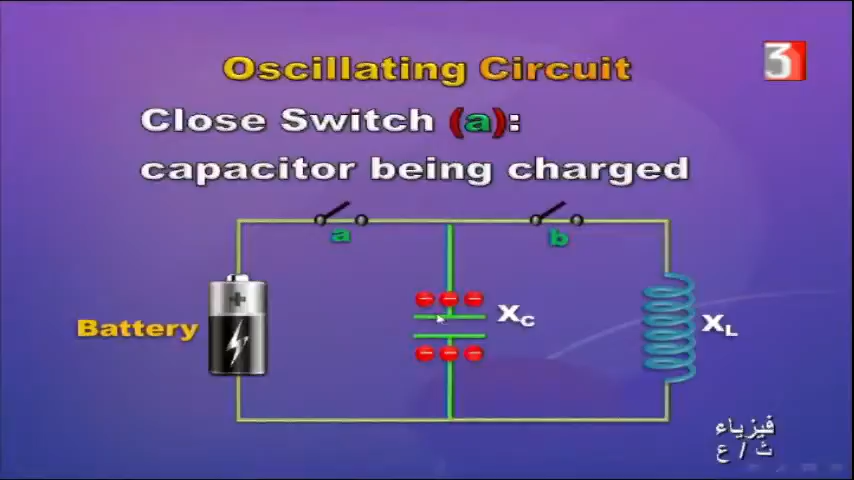 Oscillating Circuit
3
Close Switch (a):
capacitor being charged
a
b
+
− − −
Battery
XC
XL
− − −
فيزياء
ث / ع